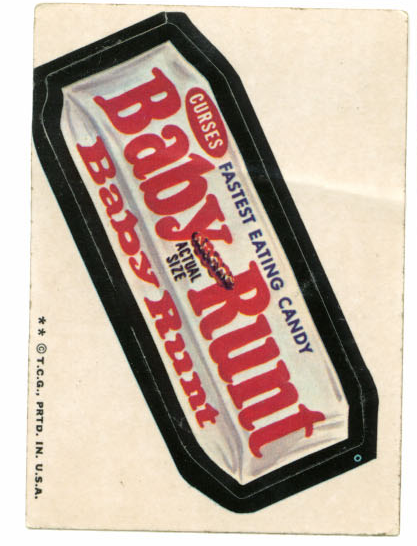 CURSES
Baby Runt
FASTEST EATING CANDY
ACTUAL
SIZE
Baby Runt
** © T.C.G., PRTD. IN. U.S.A.